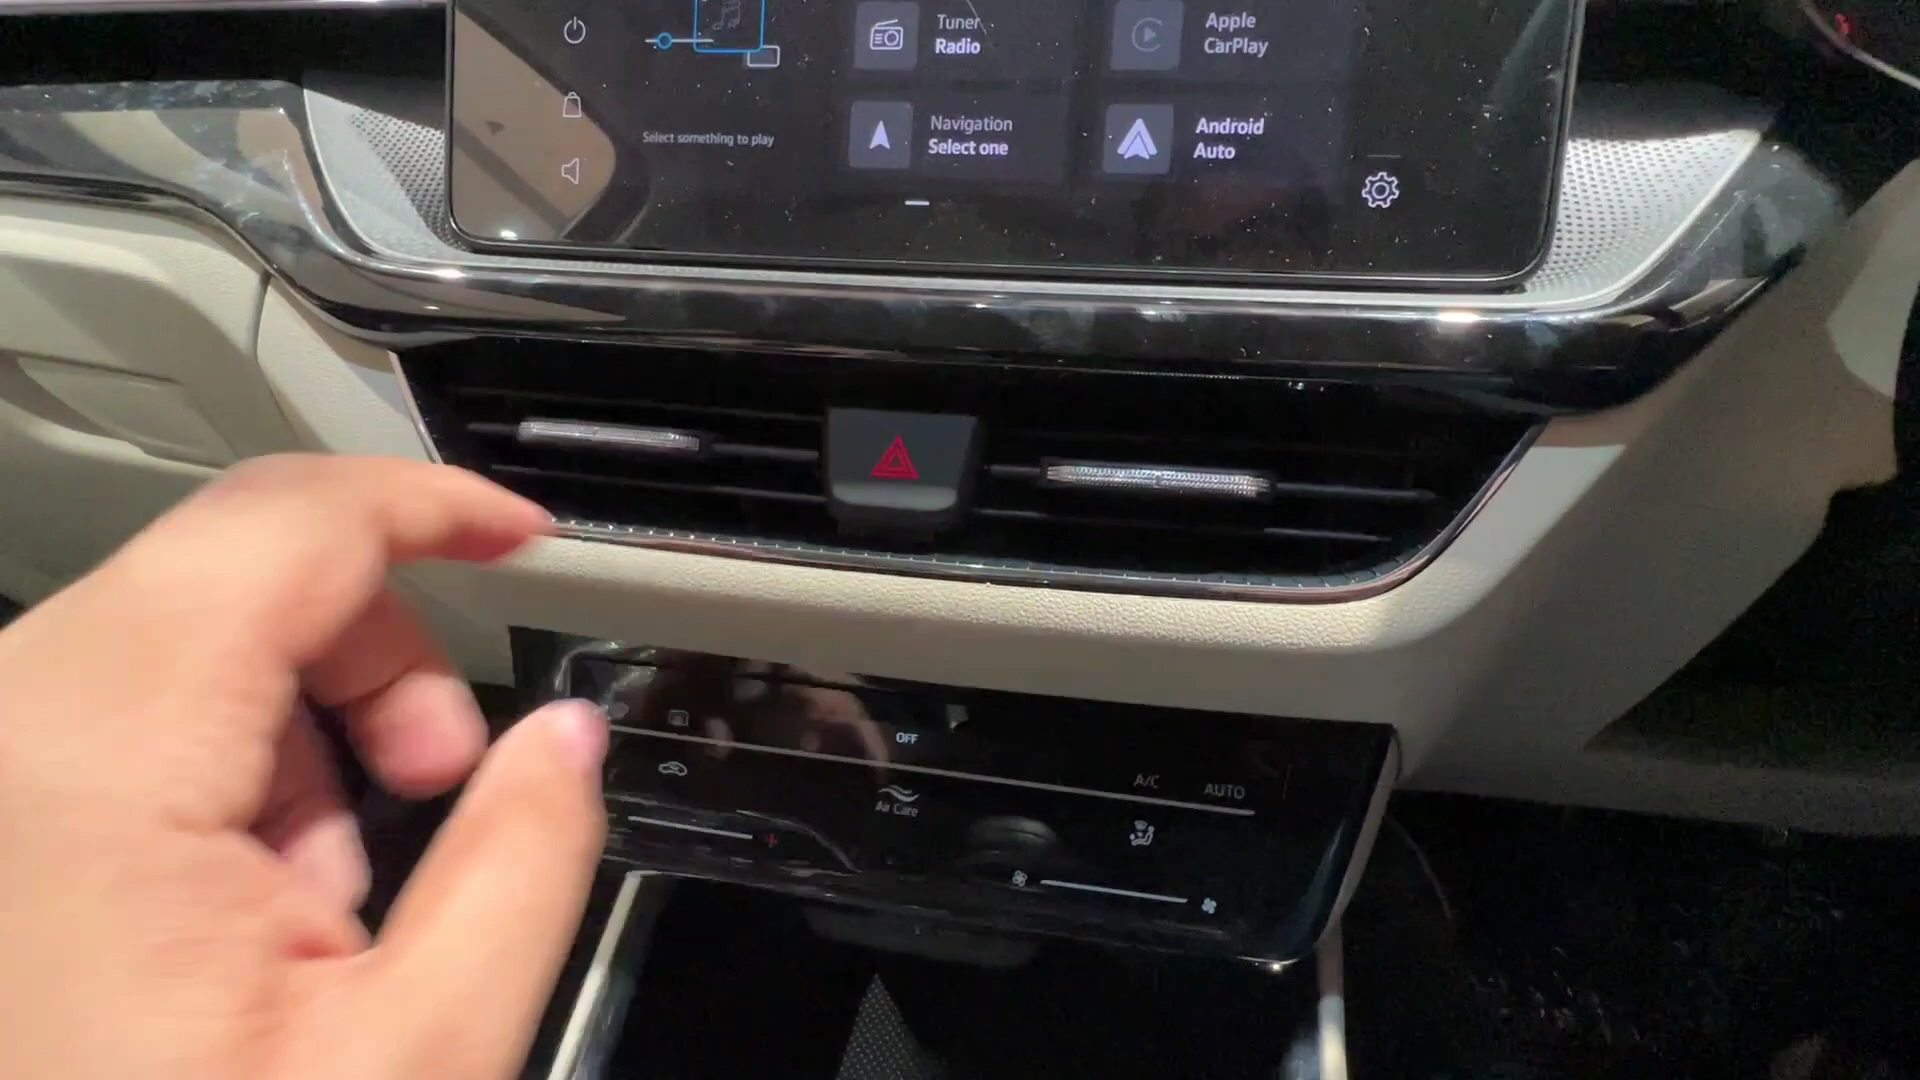 Tuner
Radio
Apple
CarPlay
Select something to play
Navigation
Select one
Android
Auto
OFF
A/C
AUTO
Air Care